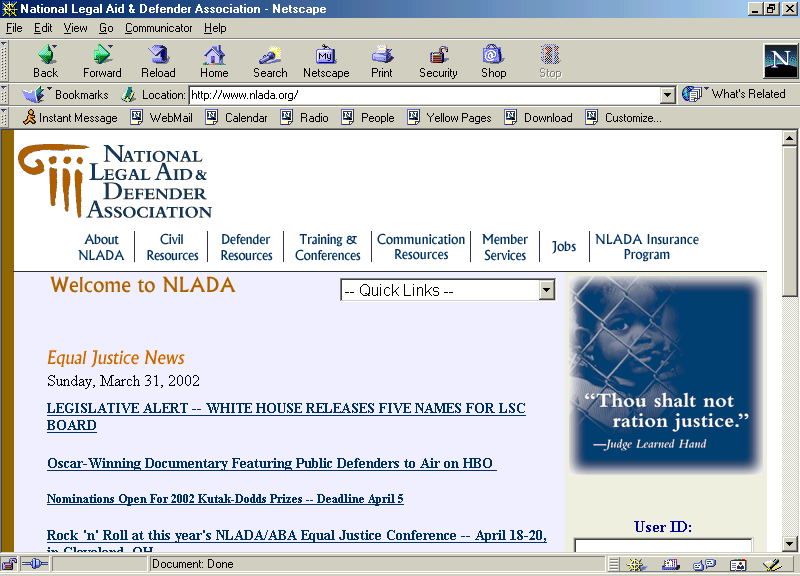 National Legal Aid & Defender Association - Netscape
File Edit View Go Communicator Help
Back Forward Reload Home Search Netscape Print Security Shop Stop
My
N
Bookmarks Location: http://www.nlada.org/ What's Related
Instant Message WebMail Calendar Radio People Yellow Pages Download Customize...
NATIONAL
LEGAL AID &
DEFENDER
ASSOCIATION
About NLADA
Civil Resources
Defender Resources
Training & Conferences
Communication Resources
Member Services
Jobs
NLADA Insurance Program
Welcome to NLADA
-- Quick Links --
Equal Justice News
Sunday, March 31, 2002
LEGISLATIVE ALERT -- WHITE HOUSE RELEASES FIVE NAMES FOR LSC
BOARD
Oscar-Winning Documentary Featuring Public Defenders to Air on HBO
Nominations Open For 2002 Kutak-Dodds Prizes -- Deadline April 5
Rock 'n' Roll at this year's NLADA/ABA Equal Justice Conference -- April 18-20,
in Cleveland, OH
“Thou shalt not
ration justice.”
—Judge Learned Hand
User ID:
Document: Done